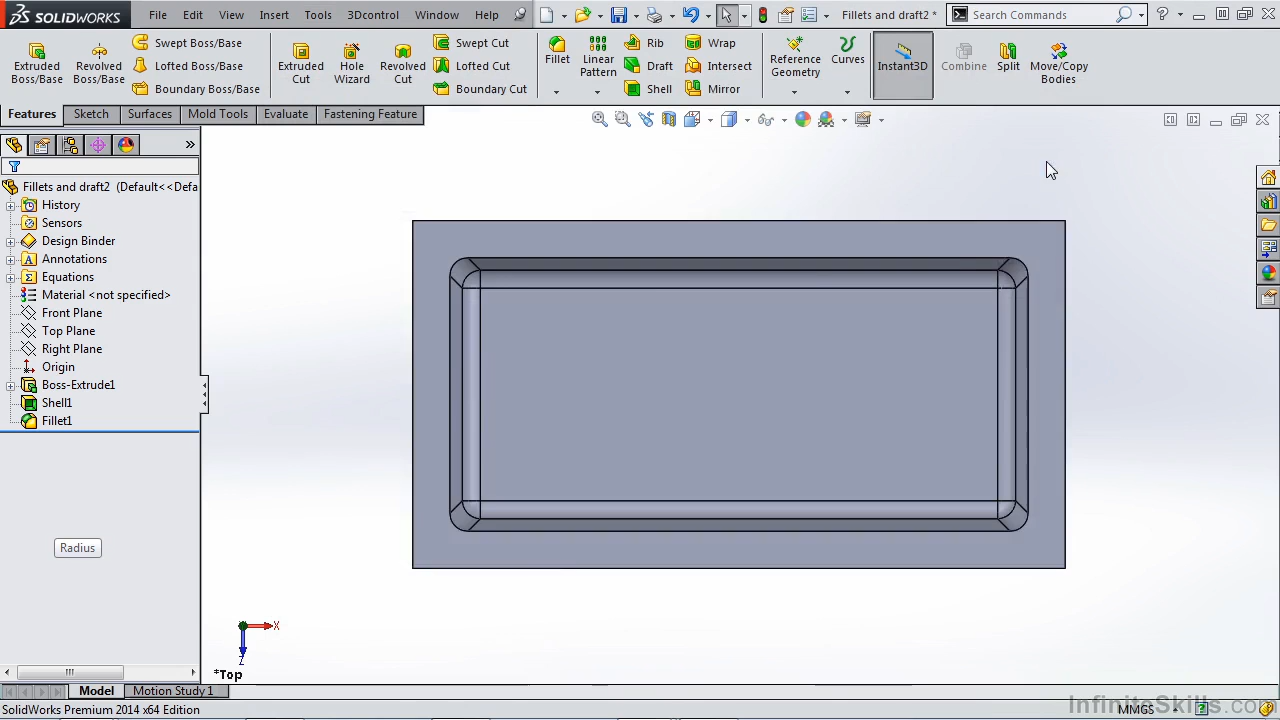 SOLIDWORKS File Edit View Insert Tools 3Dcontrol Window Help Fillets and draft2 * Search Commands
Extruded Boss/Base Revolved Boss/Base Swept Boss/Base Lofted Boss/Base Boundary Boss/Base Extruded Cut Hole Wizard Revolved Cut Swept Cut Lofted Cut Boundary Cut Fillet Linear Pattern Rib Draft Shell Wrap Intersect Mirror Reference Geometry Curves Instant3D Combine Split Move/Copy Bodies
Features Sketch Surfaces Mold Tools Evaluate Fastening Feature
Fillets and draft2 (Default<<Defa
History
Sensors
Design Binder
Annotations
Equations
Material <not specified>
Front Plane
Top Plane
Right Plane
Origin
Boss-Extrude1
Shell1
Fillet1
Radius
X
Z
*Top
Model Motion Study 1
SolidWorks Premium 2014 x64 Edition MMGS
InfiniteSkills.com